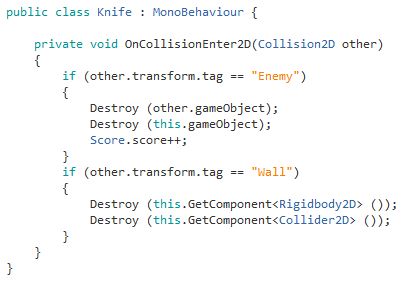 public class Knife : MonoBehaviour {
private void OnCollisionEnter2D(Collision2D other)
{
if (other.transform.tag == "Enemy")
{
Destroy (other.gameObject);
Destroy (this.gameObject);
Score.score++;
}
if (other.transform.tag == "Wall")
{
Destroy (this.GetComponent<Rigidbody2D> ());
Destroy (this.GetComponent<Collider2D> ());
}
}
}